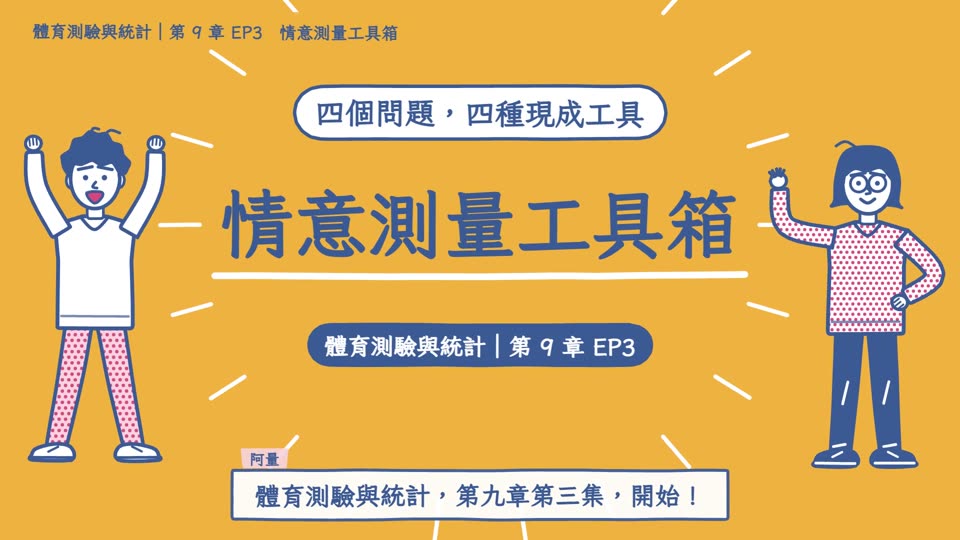 體育測驗與統計｜第 9 章 EP3　情意測量工具箱
四個問題，四種現成工具
情意測量工具箱
體育測驗與統計｜第 9 章 EP3
阿量
體育測驗與統計，第九章第三集，開始！